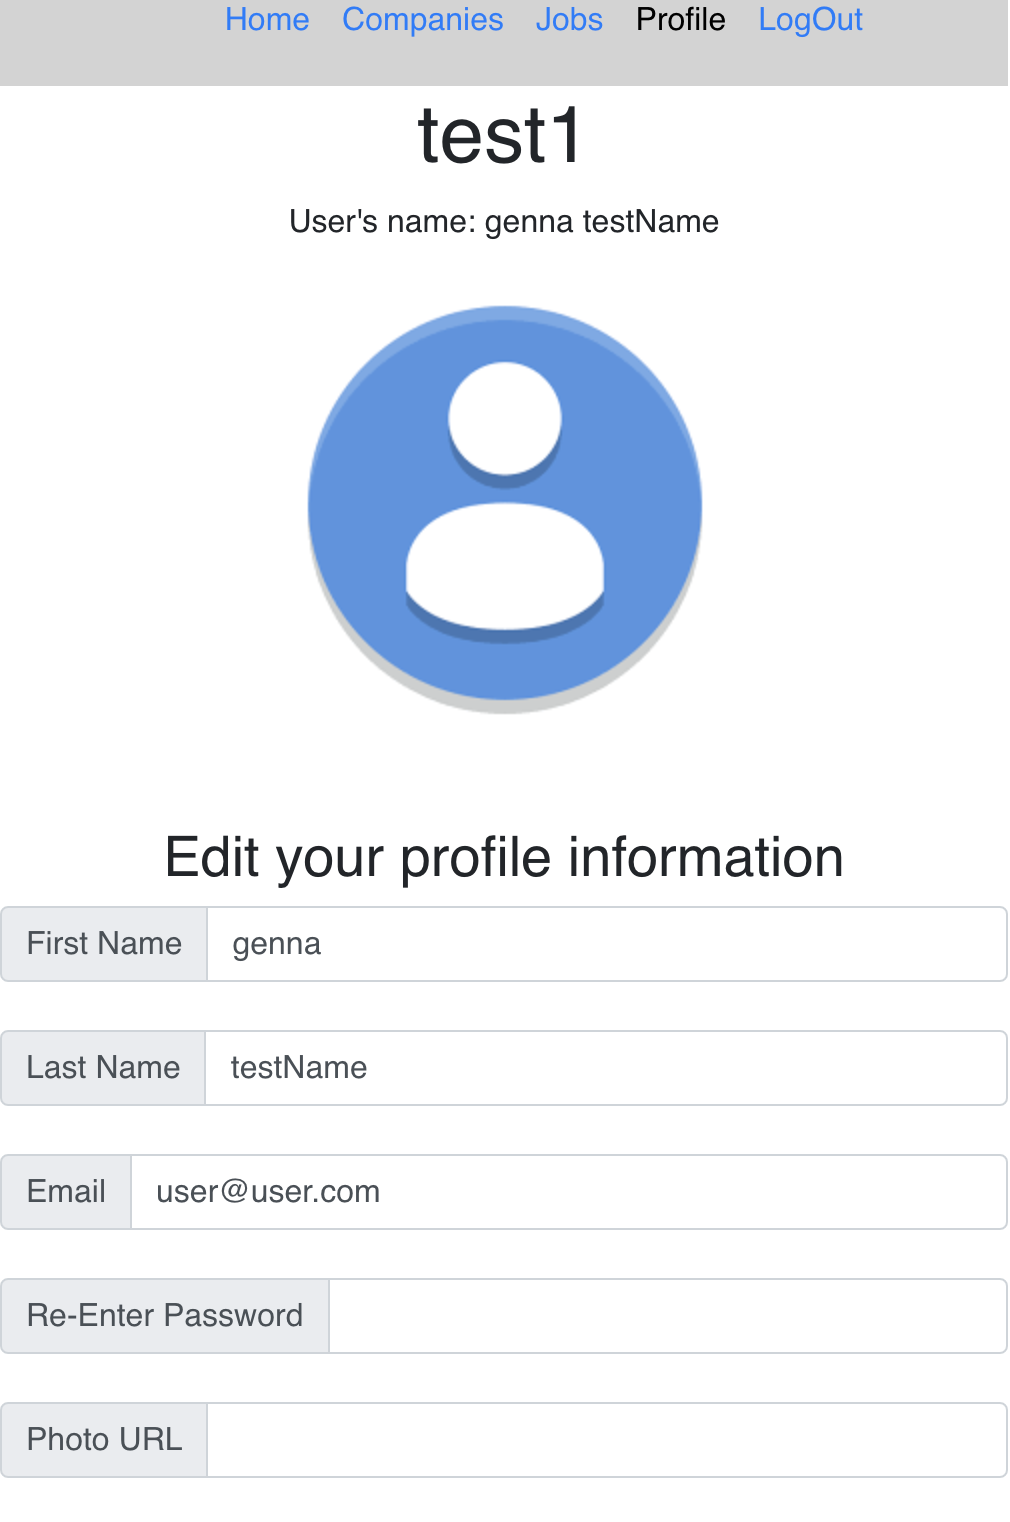 Home Companies Jobs Profile LogOut
test1
User's name: genna testName
Edit your profile information
First Name genna
Last Name testName
Email user@user.com
Re-Enter Password
Photo URL